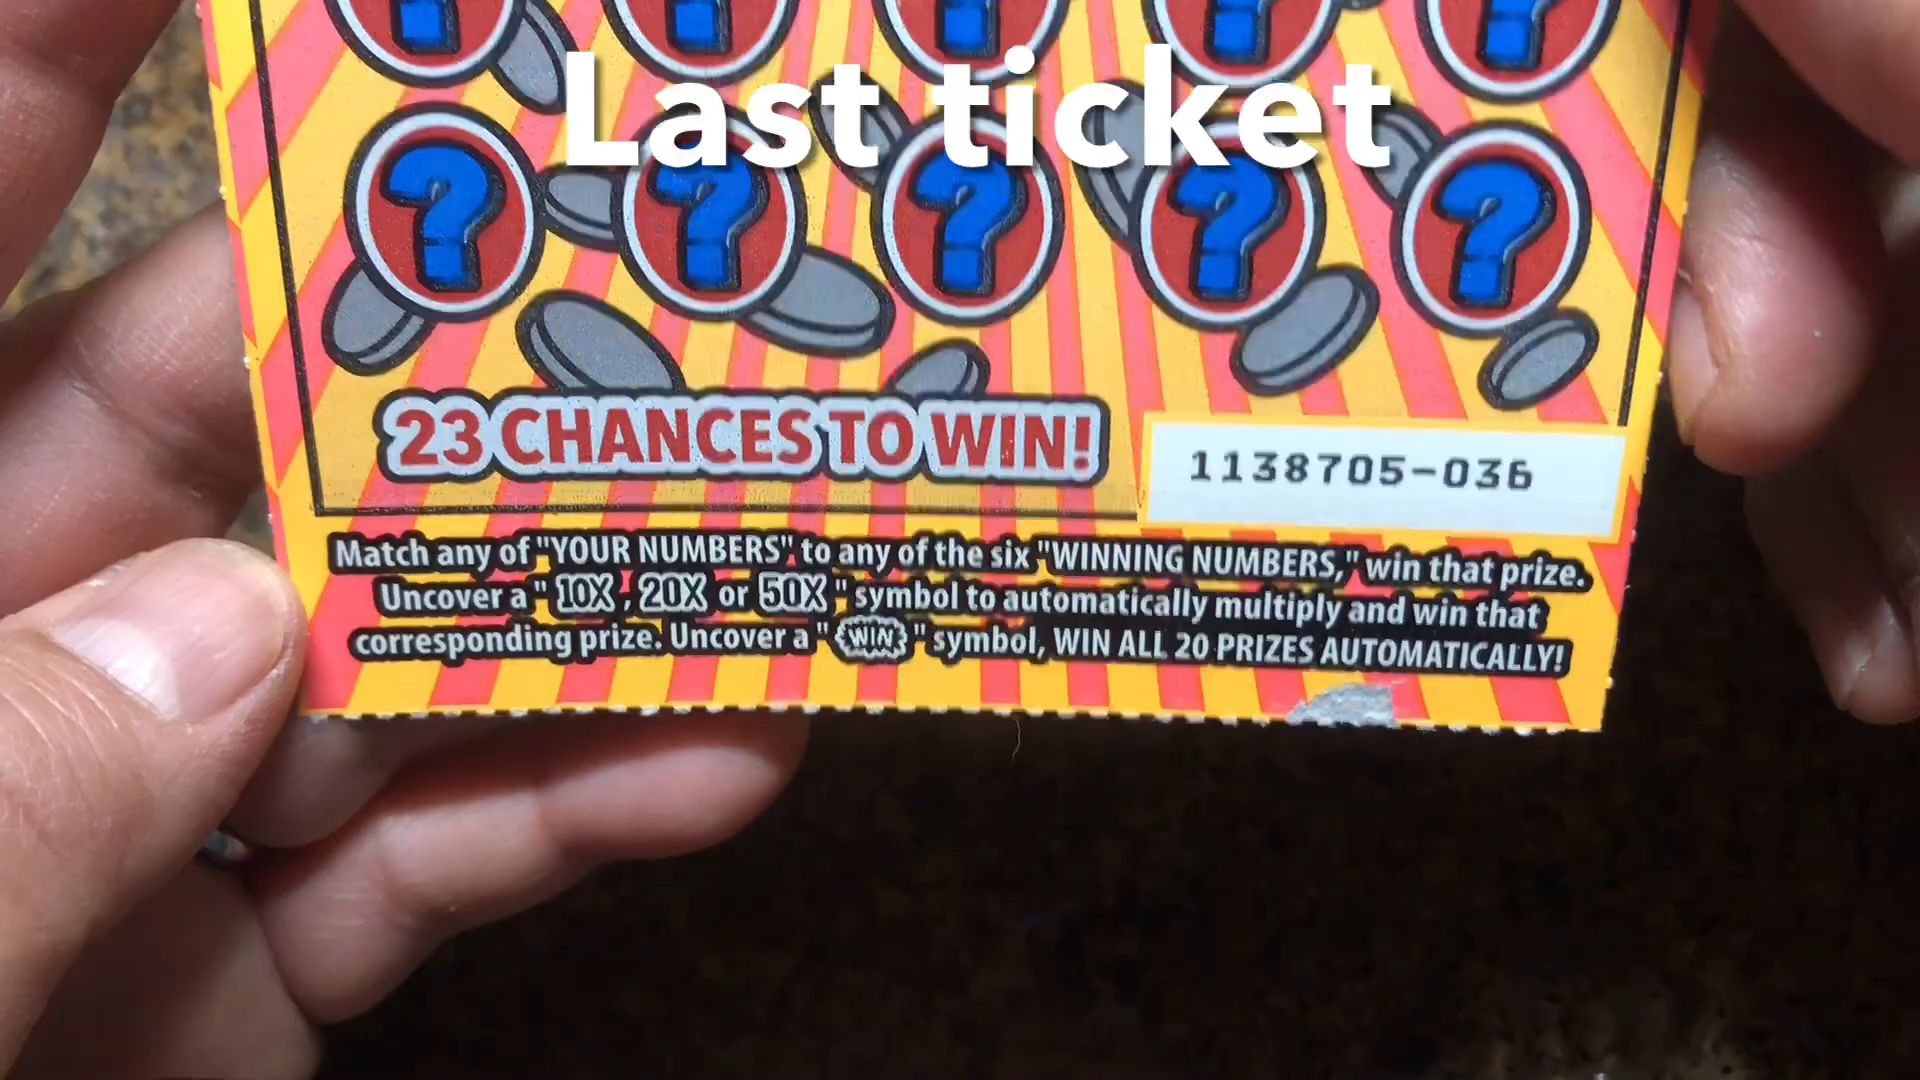 Last ticket
? ? ? ? ?
23 CHANCES TO WIN!
1138705-036
Match any of "YOUR NUMBERS" to any of the six "WINNING NUMBERS," win that prize.
Uncover a " 10X , 20X or 50X " symbol to automatically multiply and win that
corresponding prize. Uncover a " WIN " symbol, WIN ALL 20 PRIZES AUTOMATICALLY!